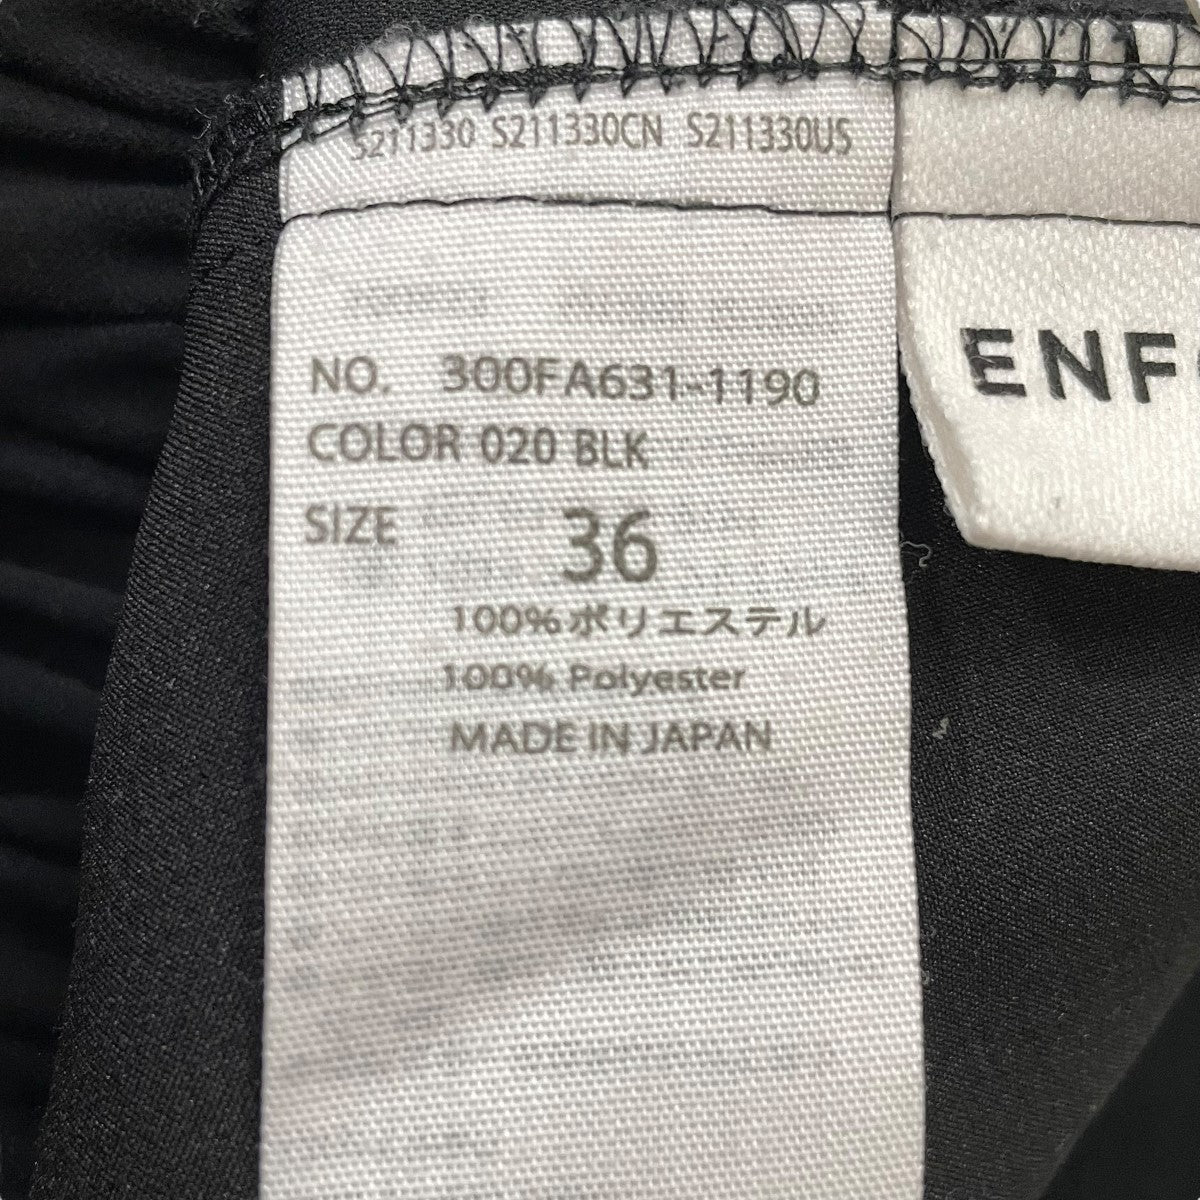 S211330 S211330CN S211330US
NO. 300FA631-1190
COLOR 020 BLK
SIZE 36
100%ポリエステル
100% Polyester
MADE IN JAPAN
ENF